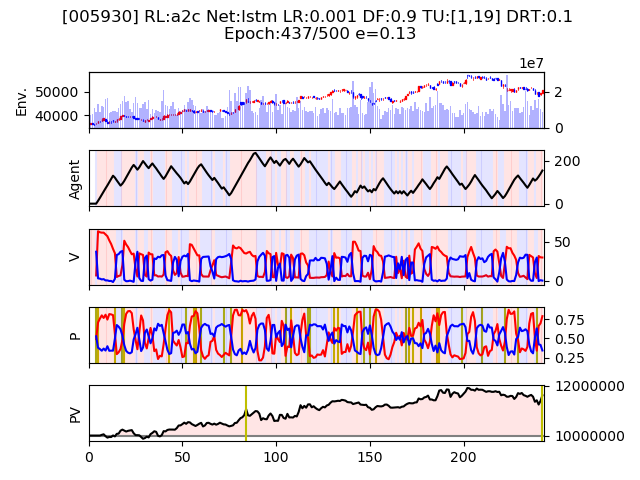 [005930] RL:a2c Net:lstm LR:0.001 DF:0.9 TU:[1,19] DRT:0.1
Epoch:437/500 e=0.13
1e7
Env.
50000
40000
2
0
Agent
200
0
V
50
0
P
0.75
0.50
0.25
PV
12000000
10000000
0 50 100 150 200